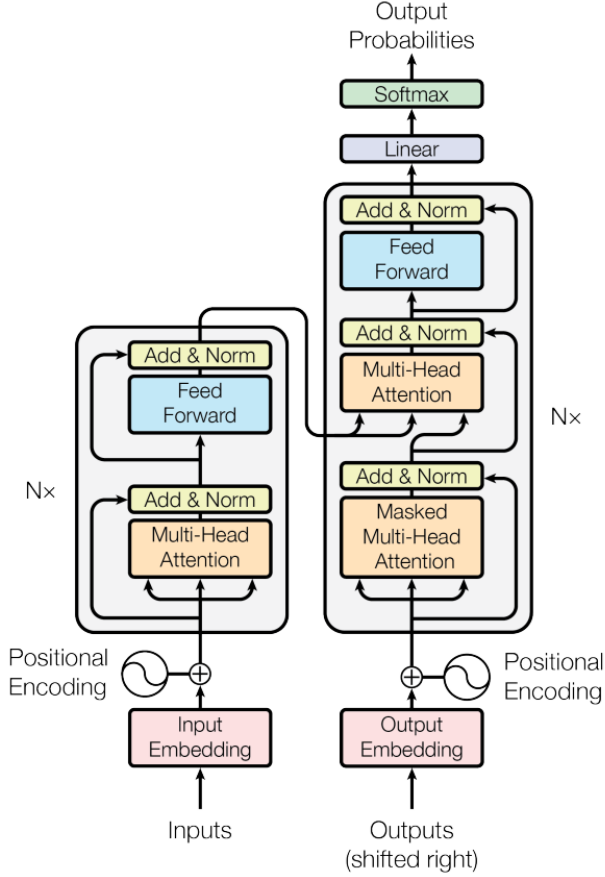 Output
Probabilities
Softmax
Linear
Add & Norm
Feed
Forward
Add & Norm
Multi-Head
Attention
Add & Norm
Masked
Multi-Head
Attention
N×
Add & Norm
Feed
Forward
Add & Norm
Multi-Head
Attention
N×
Positional
Encoding
Positional
Encoding
Input
Embedding
Output
Embedding
Inputs
Outputs
(shifted right)